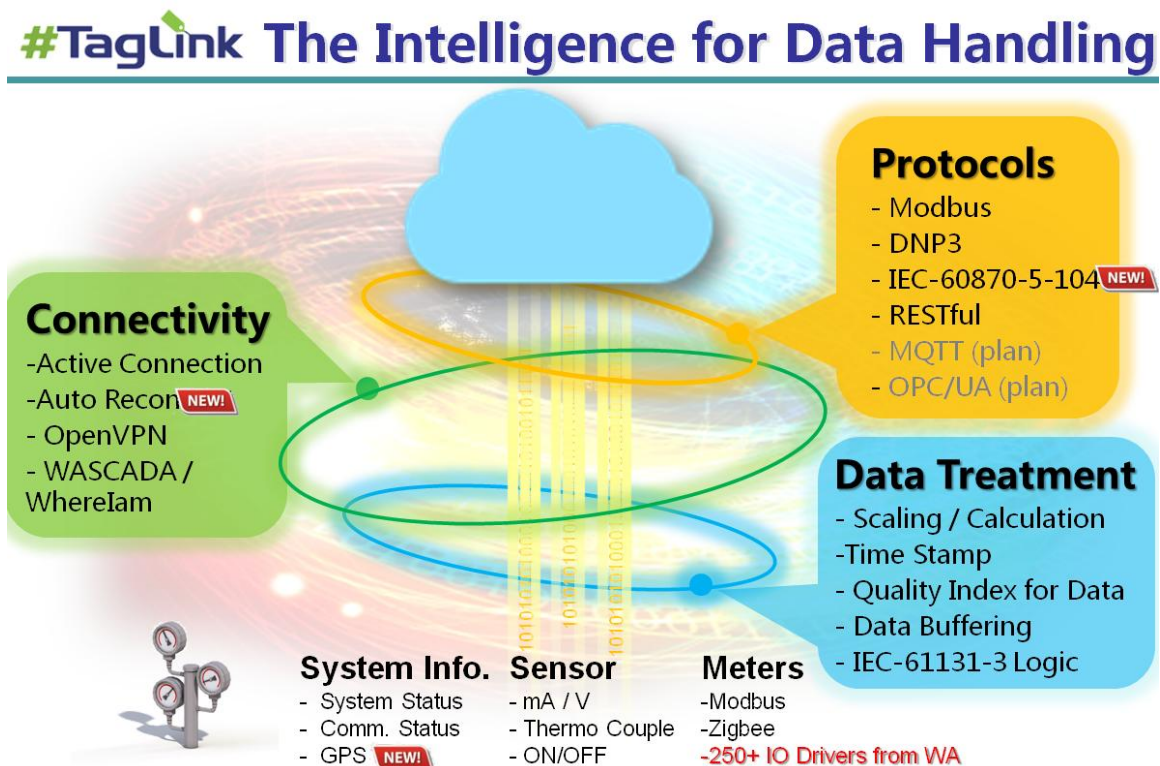 #TagLink The Intelligence for Data Handling
Protocols
- Modbus
- DNP3
- IEC-60870-5-104 NEW!
- RESTful
- MQTT (plan)
- OPC/UA (plan)
Connectivity
-Active Connection
-Auto Recon NEW!
- OpenVPN
- WASCADA /
WhereIam
Data Treatment
- Scaling / Calculation
-Time Stamp
- Quality Index for Data
- Data Buffering
- IEC-61131-3 Logic
System Info.
- System Status
- Comm. Status
- GPS NEW!
Sensor
- mA / V
- Thermo Couple
- ON/OFF
Meters
-Modbus
-Zigbee
-250+ IO Drivers from WA